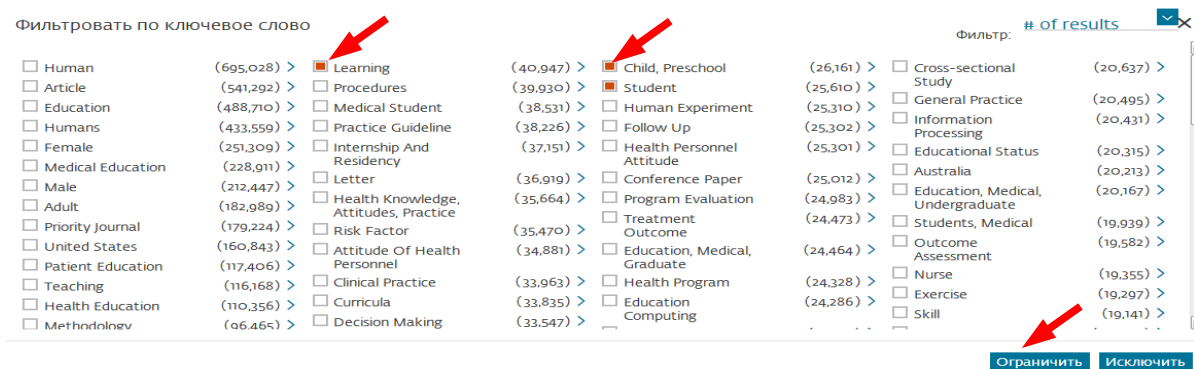 Фильтровать по ключевое слово
Фильтр: # of results
Human (695,028)
Article (541,292)
Education (488,710)
Humans (433,559)
Female (251,309)
Medical Education (228,911)
Male (212,447)
Adult (182,989)
Priority Journal (179,224)
United States (160,843)
Patient Education (117,406)
Teaching (116,168)
Health Education (110,356)
Methodology (96,465)
Learning (40,947)
Procedures (39,930)
Medical Student (38,531)
Practice Guideline (38,226)
Internship And (37,151)
Residency
Letter (36,919)
Health Knowledge, (35,664)
Attitudes, Practice
Risk Factor (35,470)
Attitude Of Health (34,881)
Personnel
Clinical Practice (33,963)
Curricula (33,835)
Decision Making (33,547)
Child, Preschool (26,161)
Student (25,610)
Human Experiment (25,310)
Follow Up (25,302)
Health Personnel (25,301)
Attitude
Conference Paper (25,012)
Program Evaluation (24,983)
Treatment (24,473)
Outcome
Education, Medical, (24,464)
Graduate
Health Program (24,328)
Education (24,286)
Computing
Cross-sectional (20,637)
Study
General Practice (20,495)
Information (20,431)
Processing
Educational Status (20,315)
Australia (20,213)
Education, Medical, (20,167)
Undergraduate
Students, Medical (19,939)
Outcome (19,582)
Assessment
Nurse (19,355)
Exercise (19,297)
Skill (19,141)
Ограничить Исключить